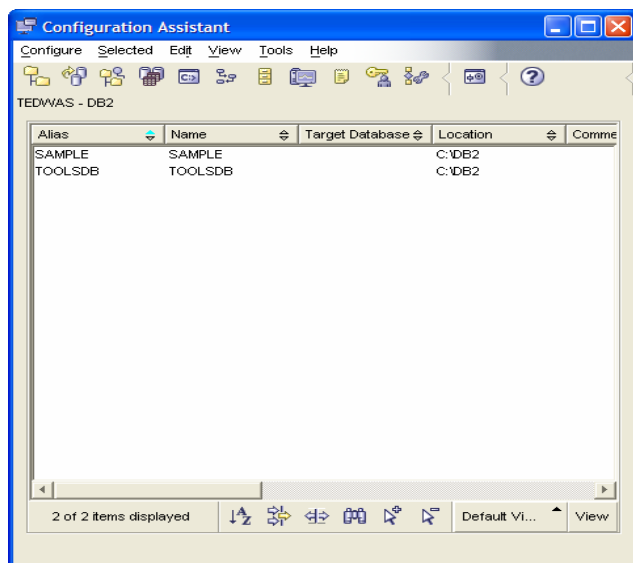 Configuration Assistant
Configure Selected Edit View Tools Help
TEDWAS - DB2
Alias Name Target Database Location Comme
SAMPLE SAMPLE C:\DB2
TOOLSDB TOOLSDB C:\DB2
2 of 2 items displayed Default Vi... View